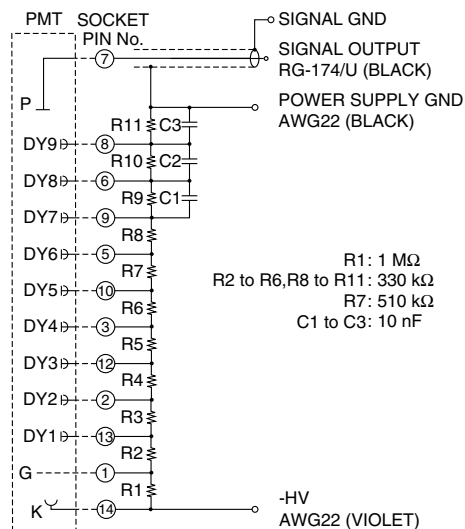 PMT SOCKET PIN No.
SIGNAL GND
7
SIGNAL OUTPUT
RG-174/U (BLACK)
P
POWER SUPPLY GND
AWG22 (BLACK)
R11 C3
DY9 8
R10 C2
DY8 6
R9 C1
DY7 9
R8
DY6 5
R7
DY5 10
R6
DY4 3
R5
DY3 12
R4
DY2 2
R3
DY1 13
R2
G 1
R1
K 14
R1: 1 MΩ
R2 to R6,R8 to R11: 330 kΩ
R7: 510 kΩ
C1 to C3: 10 nF
-HV
AWG22 (VIOLET)